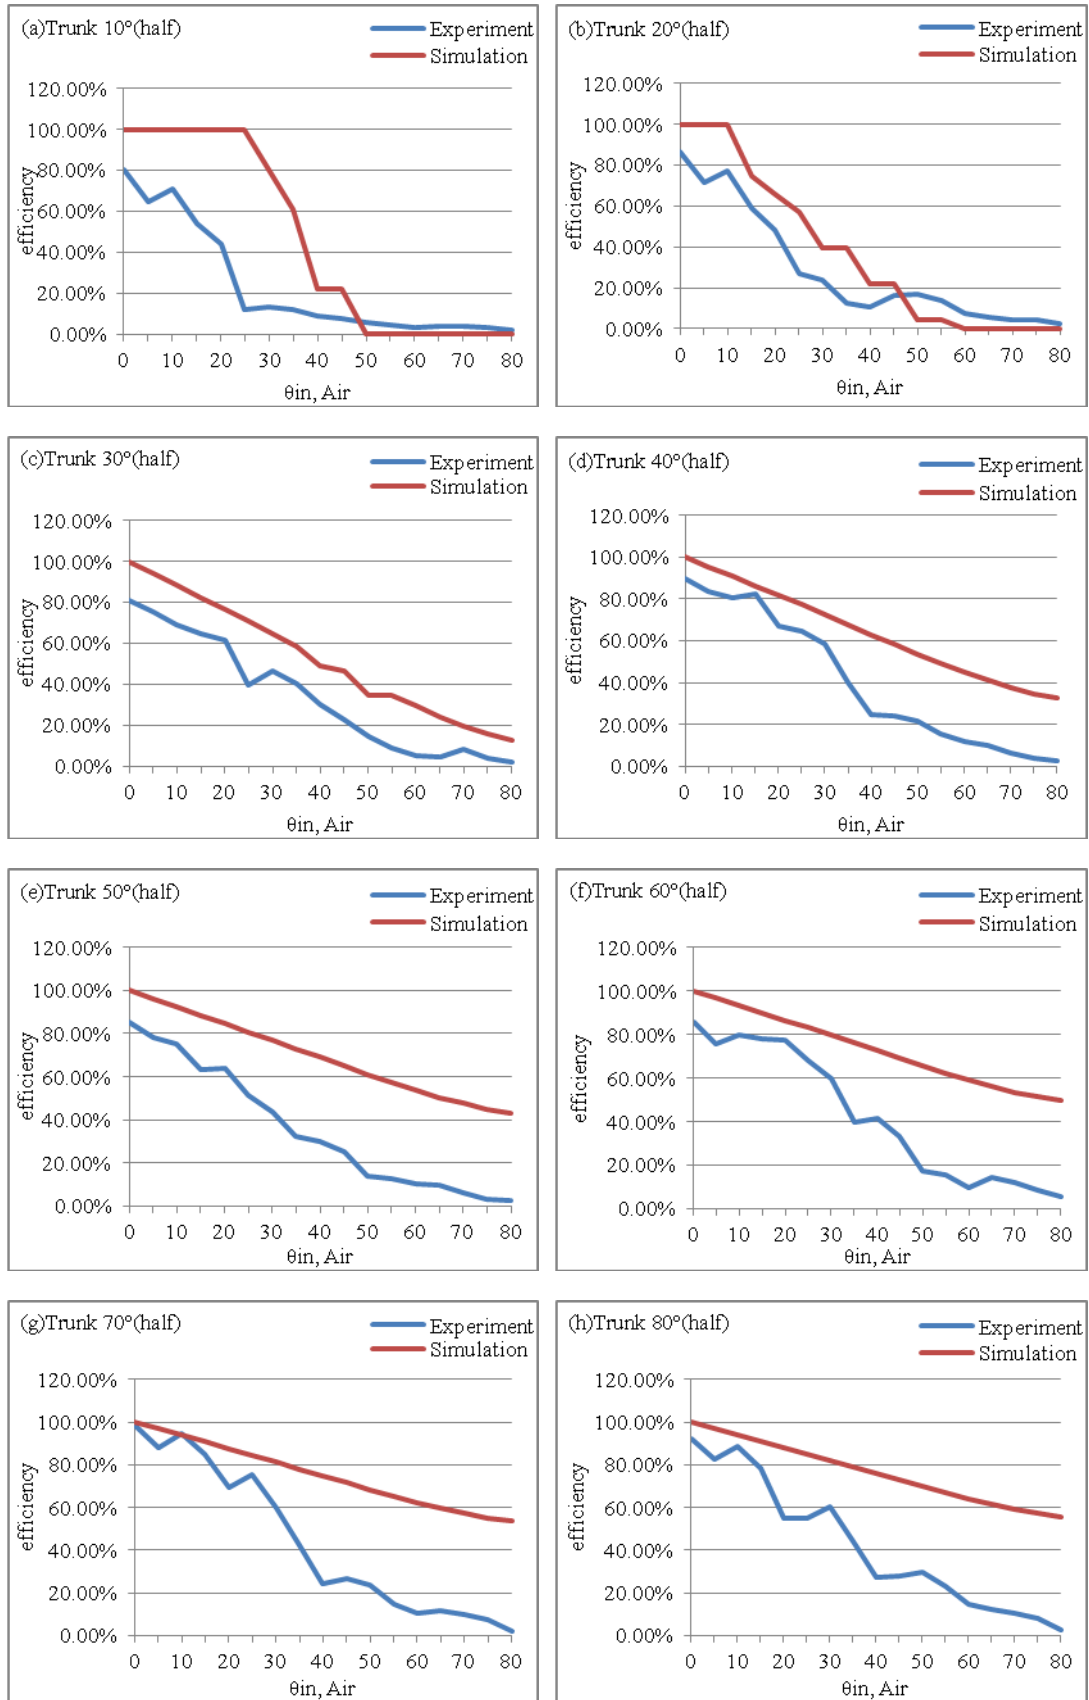 (a)Trunk 10°(half)
Experiment
Simulation
120.00%
100.00%
80.00%
60.00%
40.00%
20.00%
0.00%
efficiency
0 10 20 30 40 50 60 70 80
θin, Air
(b)Trunk 20°(half)
Experiment
Simulation
120.00%
100.00%
80.00%
60.00%
40.00%
20.00%
0.00%
efficiency
0 10 20 30 40 50 60 70 80
θin, Air
(c)Trunk 30°(half)
Experiment
Simulation
120.00%
100.00%
80.00%
60.00%
40.00%
20.00%
0.00%
efficiency
0 10 20 30 40 50 60 70 80
θin, Air
(d)Trunk 40°(half)
Experiment
Simulation
120.00%
100.00%
80.00%
60.00%
40.00%
20.00%
0.00%
efficiency
0 10 20 30 40 50 60 70 80
θin, Air
(e)Trunk 50°(half)
Experiment
Simulation
120.00%
100.00%
80.00%
60.00%
40.00%
20.00%
0.00%
efficiency
0 10 20 30 40 50 60 70 80
θin, Air
(f)Trunk 60°(half)
Experiment
Simulation
120.00%
100.00%
80.00%
60.00%
40.00%
20.00%
0.00%
efficiency
0 10 20 30 40 50 60 70 80
θin, Air
(g)Trunk 70°(half)
Experiment
Simulation
120.00%
100.00%
80.00%
60.00%
40.00%
20.00%
0.00%
efficiency
0 10 20 30 40 50 60 70 80
θin, Air
(h)Trunk 80°(half)
Experiment
Simulation
120.00%
100.00%
80.00%
60.00%
40.00%
20.00%
0.00%
efficiency
0 10 20 30 40 50 60 70 80
θin, Air